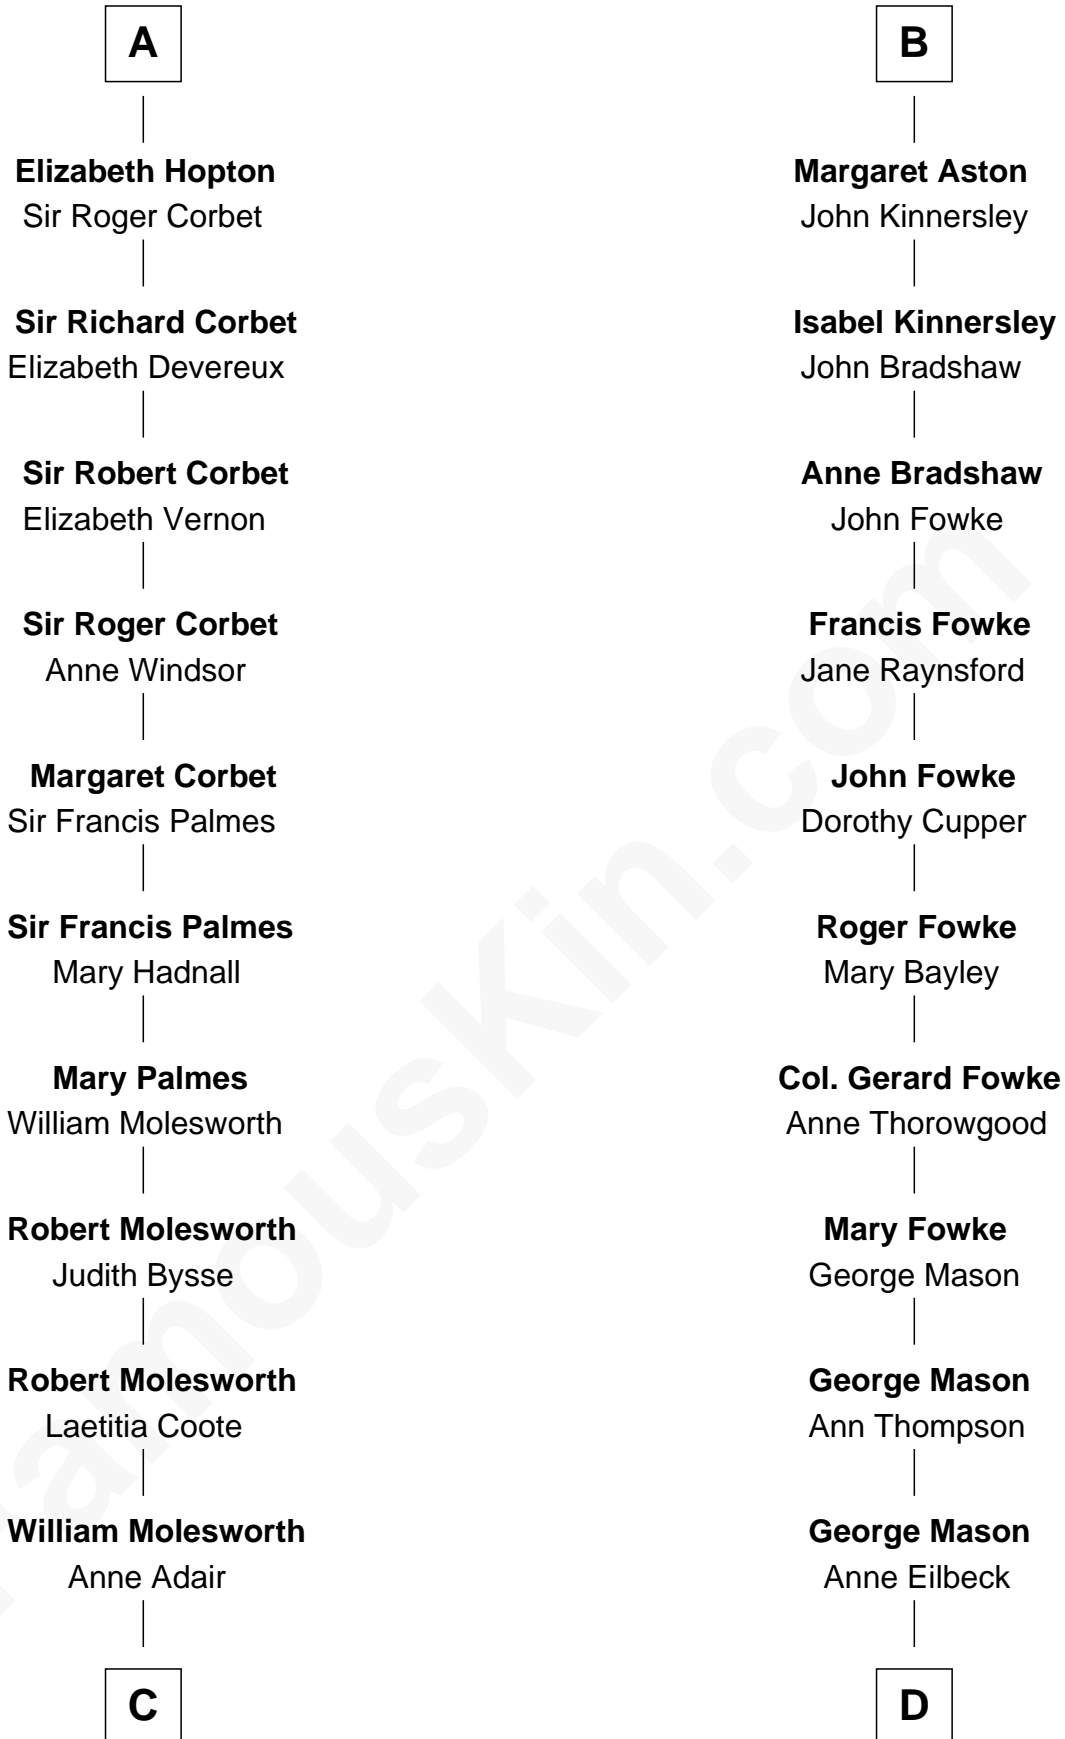 A
Elizabeth Hopton
Sir Roger Corbet
Sir Richard Corbet
Elizabeth Devereux
Sir Robert Corbet
Elizabeth Vernon
Sir Roger Corbet
Anne Windsor
Margaret Corbet
Sir Francis Palmes
Sir Francis Palmes
Mary Hadnall
Mary Palmes
William Molesworth
Robert Molesworth
Judith Bysse
Robert Molesworth
Laetitia Coote
William Molesworth
Anne Adair
C
B
Margaret Aston
John Kinnersley
Isabel Kinnersley
John Bradshaw
Anne Bradshaw
John Fowke
Francis Fowke
Jane Raynsford
John Fowke
Dorothy Cupper
Roger Fowke
Mary Bayley
Col. Gerard Fowke
Anne Thorowgood
Mary Fowke
George Mason
George Mason
Ann Thompson
George Mason
Anne Eilbeck
D
FamousKin.com